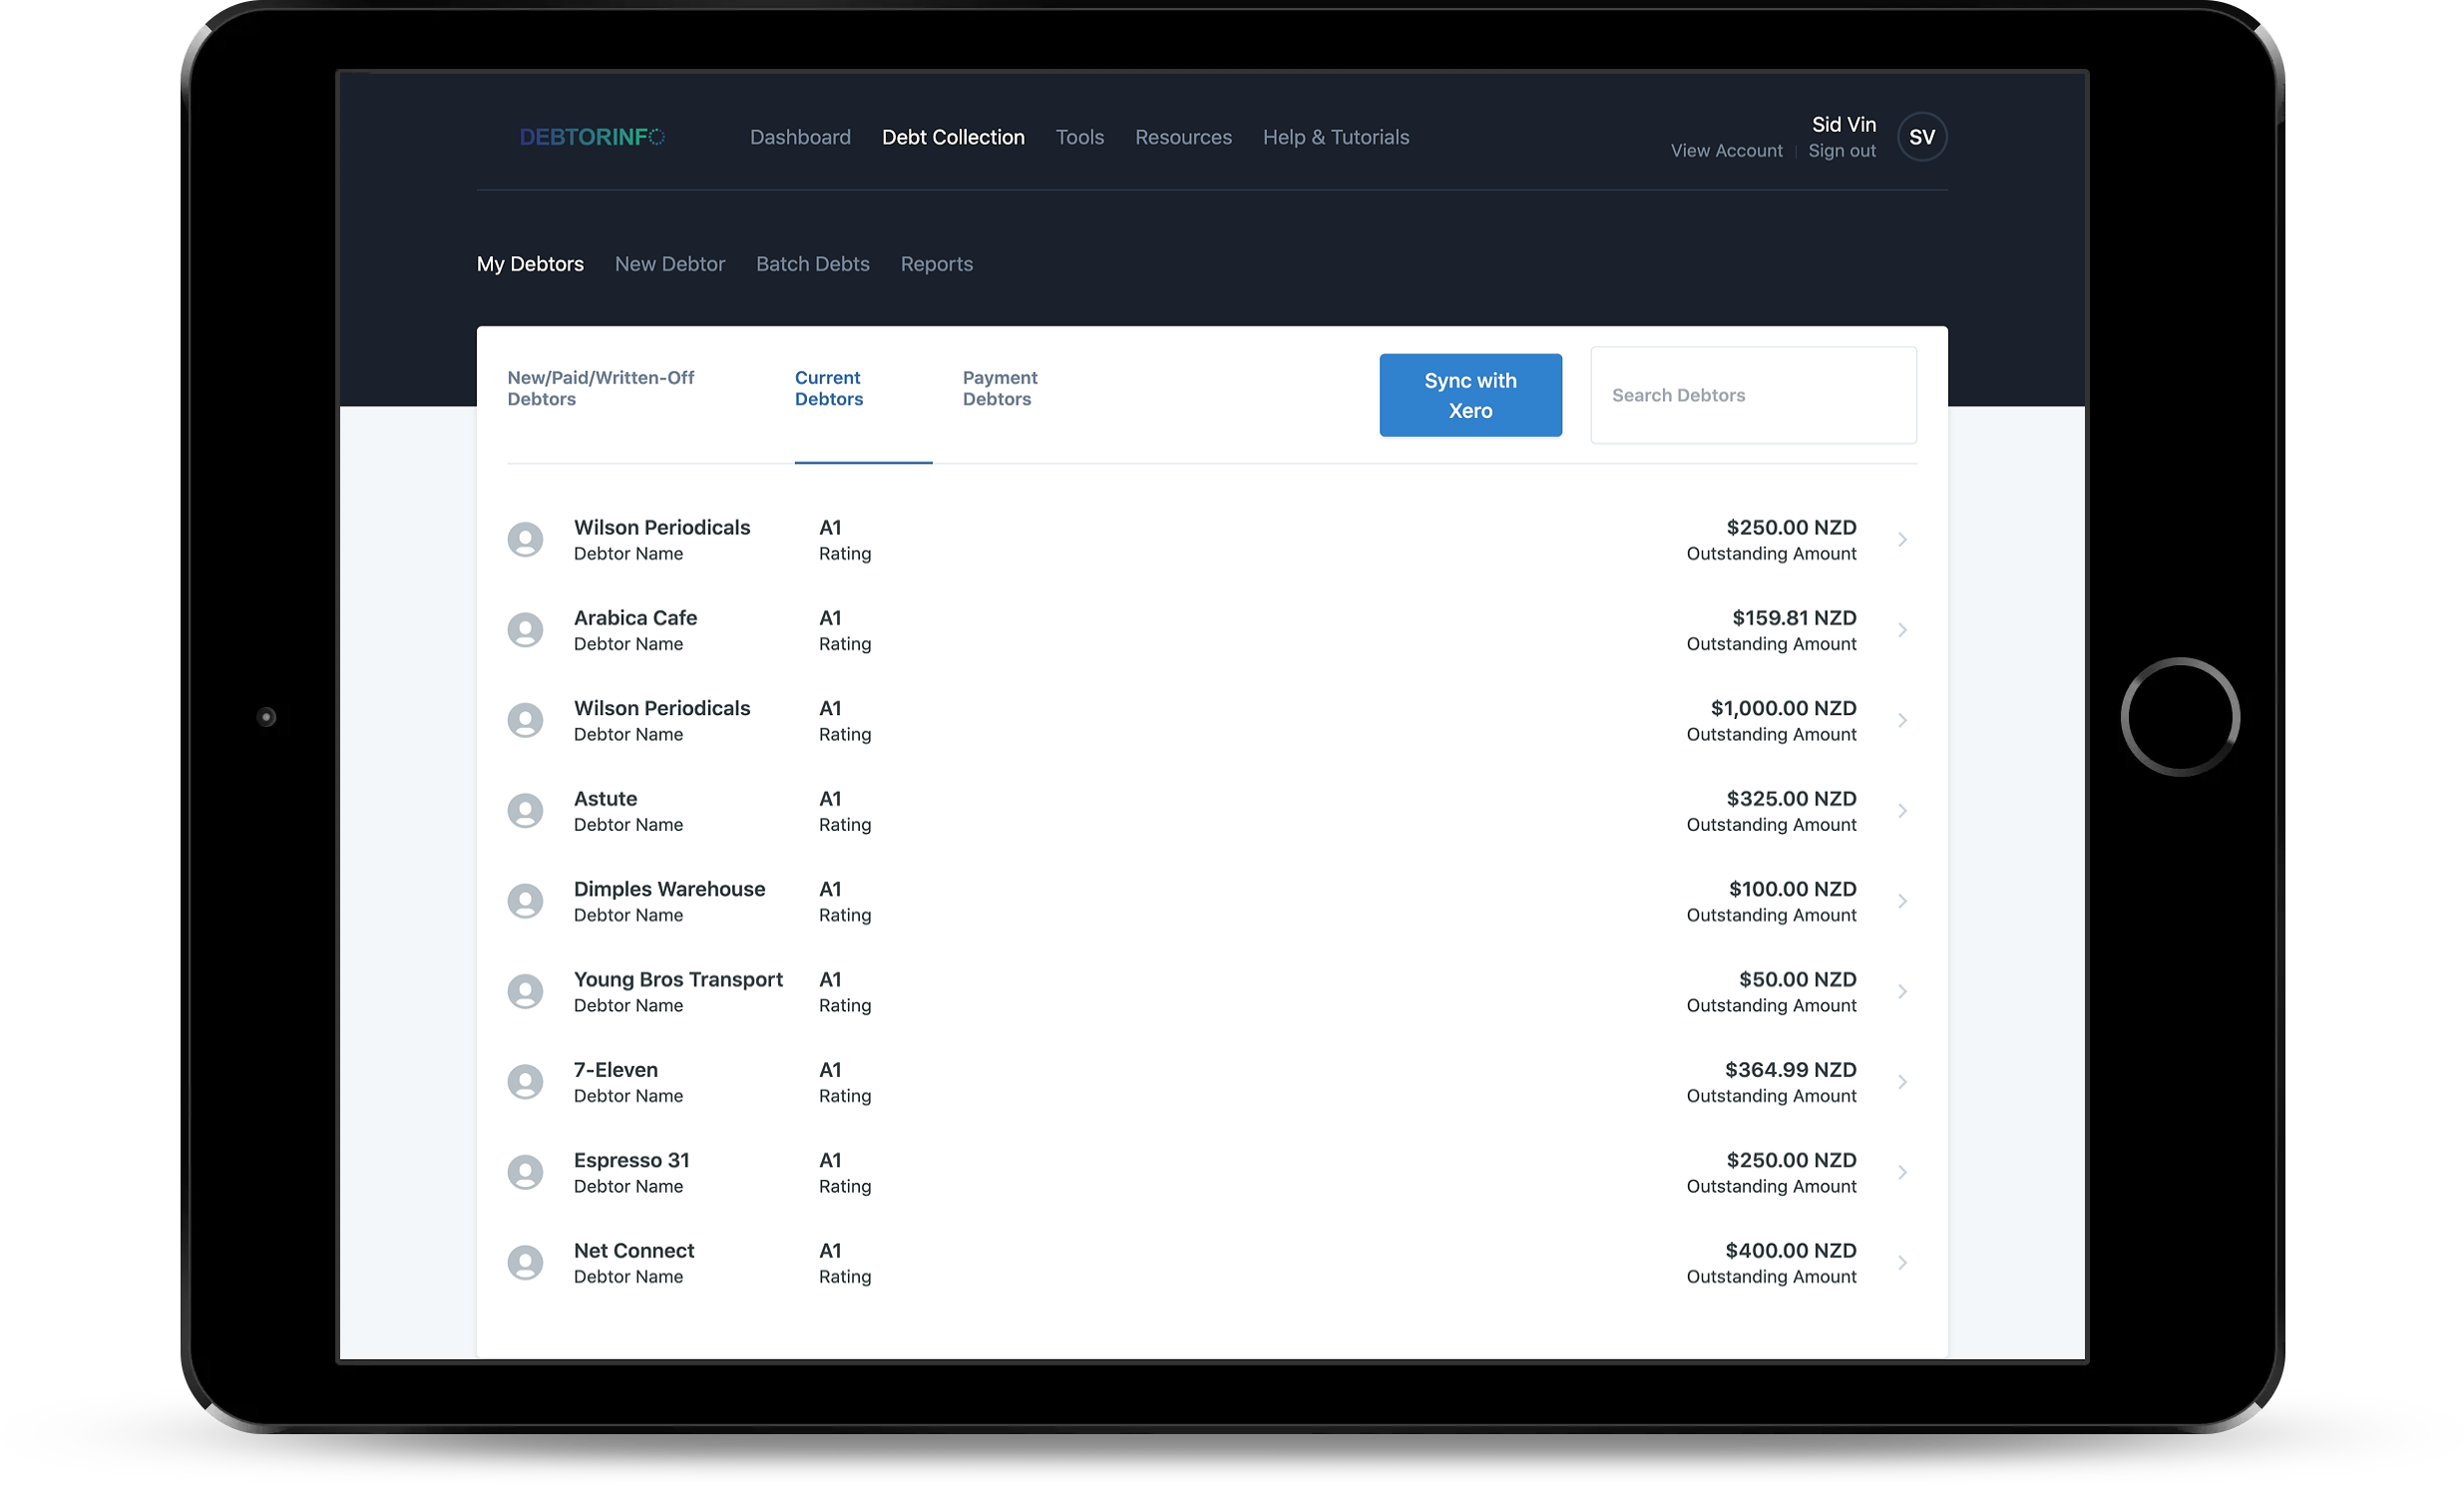 DEBTORINFO
Dashboard Debt Collection Tools Resources Help & Tutorials
Sid Vin
View Account Sign out
SV
My Debtors New Debtor Batch Debts Reports
New/Paid/Written-Off
Debtors
Current
Debtors
Payment
Debtors
Sync with
Xero
Search Debtors
Wilson Periodicals A1 $250.00 NZD
Debtor Name Rating Outstanding Amount
Arabica Cafe A1 $159.81 NZD
Debtor Name Rating Outstanding Amount
Wilson Periodicals A1 $1,000.00 NZD
Debtor Name Rating Outstanding Amount
Astute A1 $325.00 NZD
Debtor Name Rating Outstanding Amount
Dimples Warehouse A1 $100.00 NZD
Debtor Name Rating Outstanding Amount
Young Bros Transport A1 $50.00 NZD
Debtor Name Rating Outstanding Amount
7-Eleven A1 $364.99 NZD
Debtor Name Rating Outstanding Amount
Espresso 31 A1 $250.00 NZD
Debtor Name Rating Outstanding Amount
Net Connect A1 $400.00 NZD
Debtor Name Rating Outstanding Amount